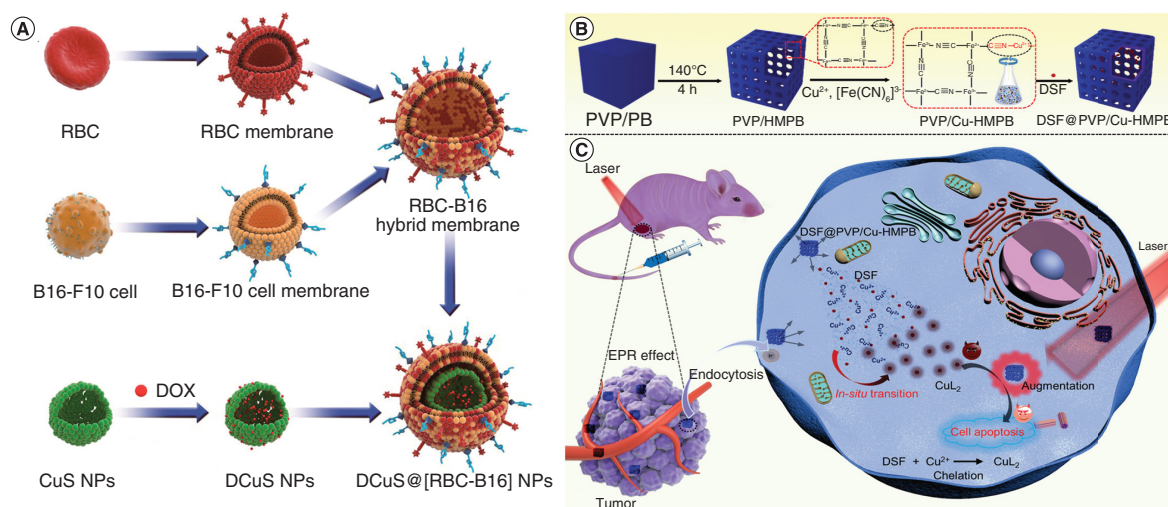 A
RBC
RBC membrane
B16-F10 cell
B16-F10 cell membrane
RBC-B16
hybrid membrane
DOX
CuS NPs
DCuS NPs
DCuS@[RBC-B16] NPs
B
PVP/PB
140°C
4 h
PVP/HMPB
Cu²⁺, [Fe(CN)₆]³⁻
PVP/Cu-HMPB
DSF
DSF@PVP/Cu-HMPB
C
Laser
EPR effect
Endocytosis
Tumor
DSF@PVP/Cu-HMPB
DSF
Cu²⁺
In-situ transition
CuL₂
Laser
Augmentation
Cell apoptosis
DSF + Cu²⁺ → CuL₂
Chelation